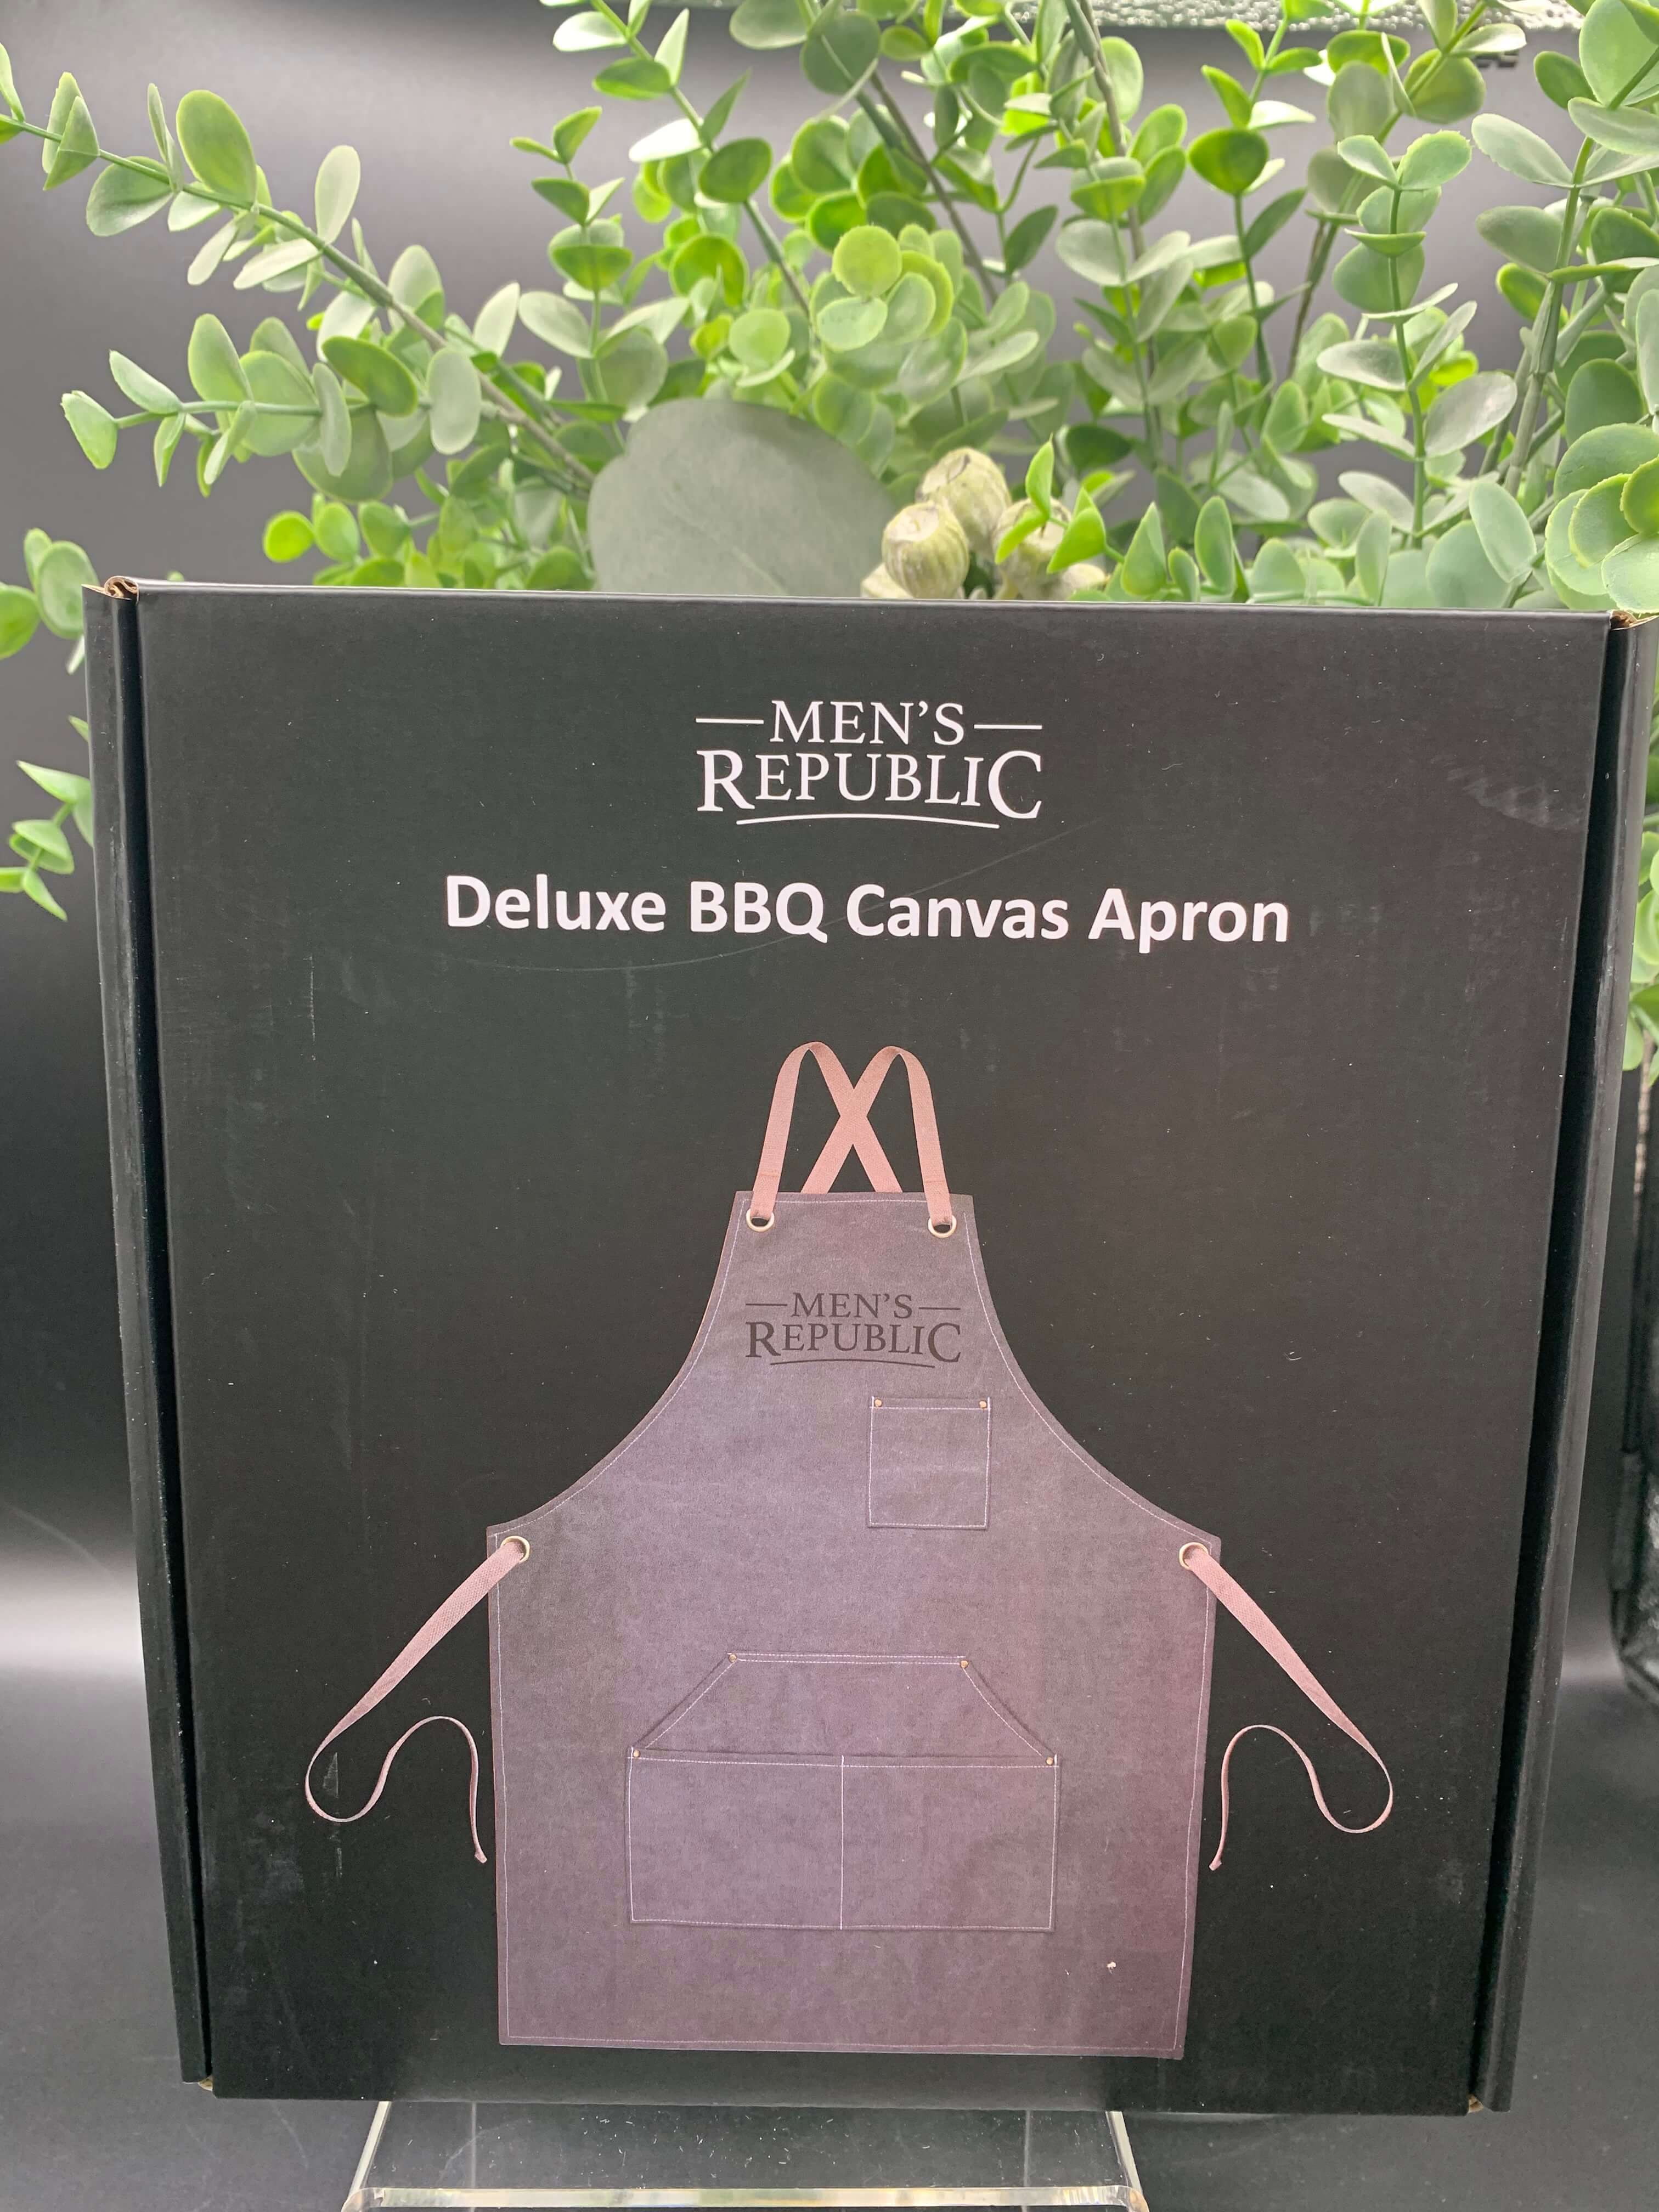 MEN'S
REPUBLIC
Deluxe BBQ Canvas Apron
MEN'S
REPUBLIC